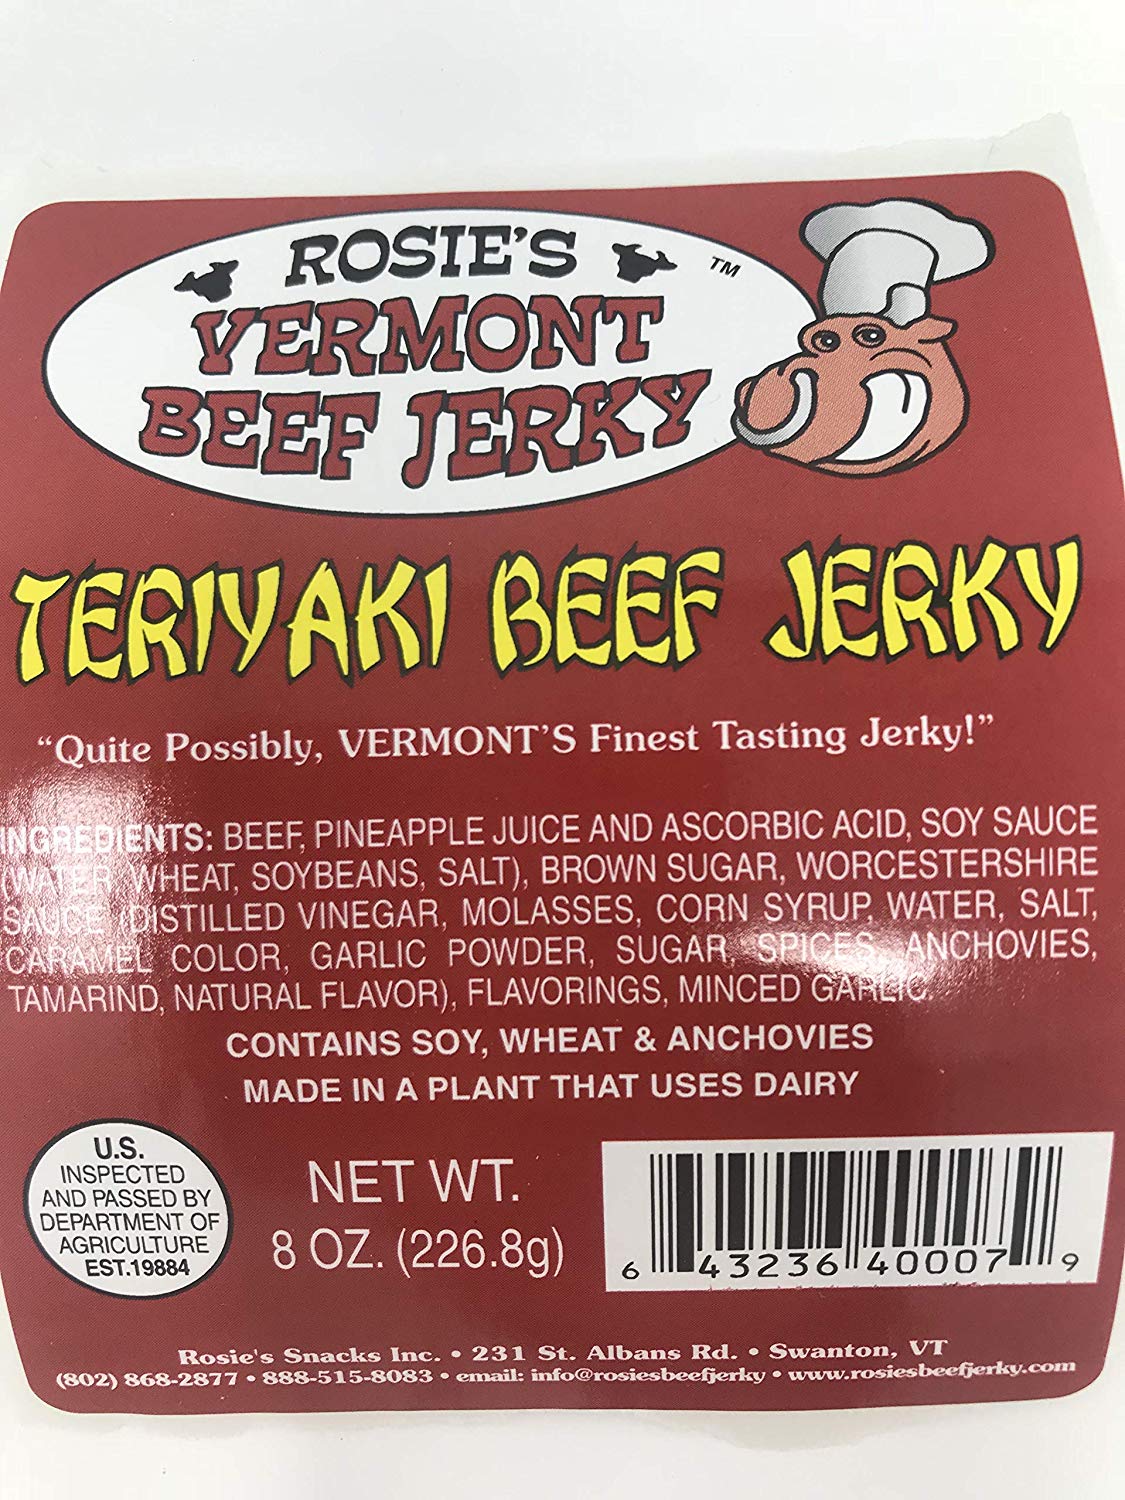 ROSIE'S
TM
VERMONT
BEEF JERKY
TERIYAKI BEEF JERKY
"Quite Possibly, VERMONT'S Finest Tasting Jerky!"
INGREDIENTS: BEEF, PINEAPPLE JUICE AND ASCORBIC ACID, SOY SAUCE
(WATER, WHEAT, SOYBEANS, SALT), BROWN SUGAR, WORCESTERSHIRE
SAUCE (DISTILLED VINEGAR, MOLASSES, CORN SYRUP, WATER, SALT,
CARAMEL COLOR, GARLIC POWDER, SUGAR, SPICES, ANCHOVIES,
TAMARIND, NATURAL FLAVOR), FLAVORINGS, MINCED GARLIC.
CONTAINS SOY, WHEAT & ANCHOVIES
MADE IN A PLANT THAT USES DAIRY
U.S.
INSPECTED
AND PASSED BY
DEPARTMENT OF
AGRICULTURE
EST.19884
NET WT.
8 OZ. (226.8g)
6 43236 40007 9
Rosie's Snacks Inc. • 231 St. Albans Rd. • Swanton, VT
(802) 868-2877 • 888-515-8083 • email: info@rosiesbeefjerky • www.rosiesbeefjerky.com